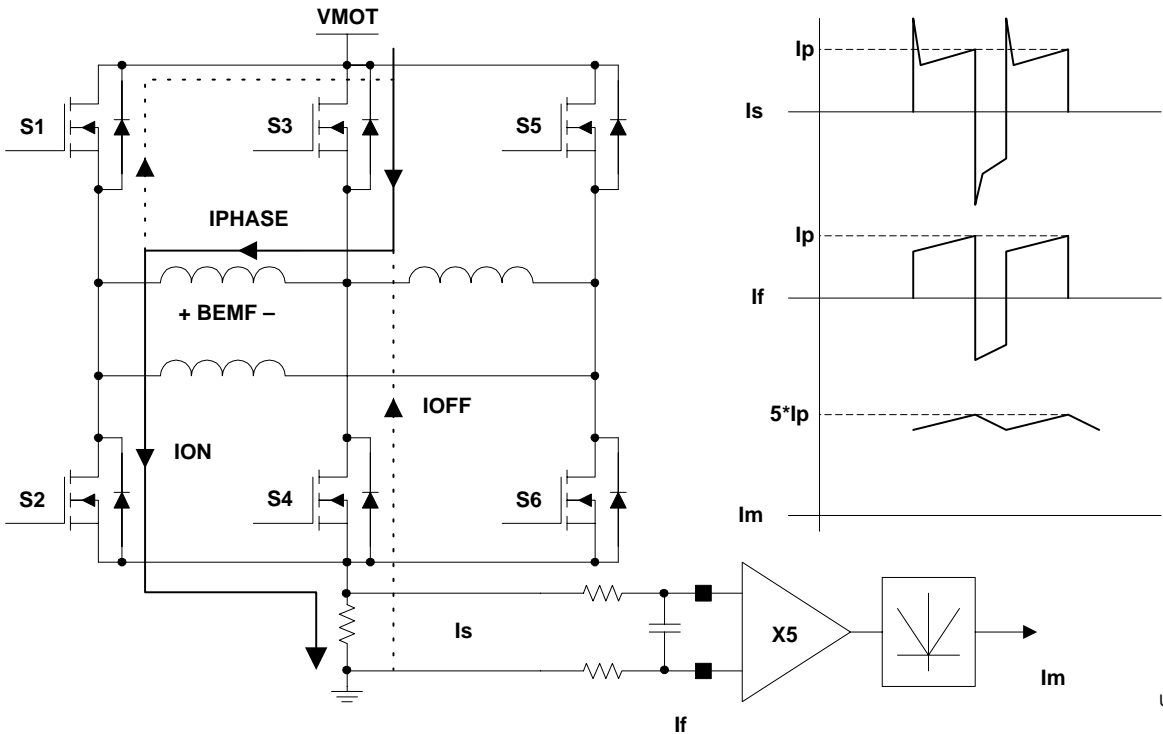 VMOT
S1
S3
S5
IPHASE
+ BEMF –
IOFF
ION
S2
S4
S6
Is
If
X5
Im
Ip
Is
Ip
If
5*Ip
Im
U